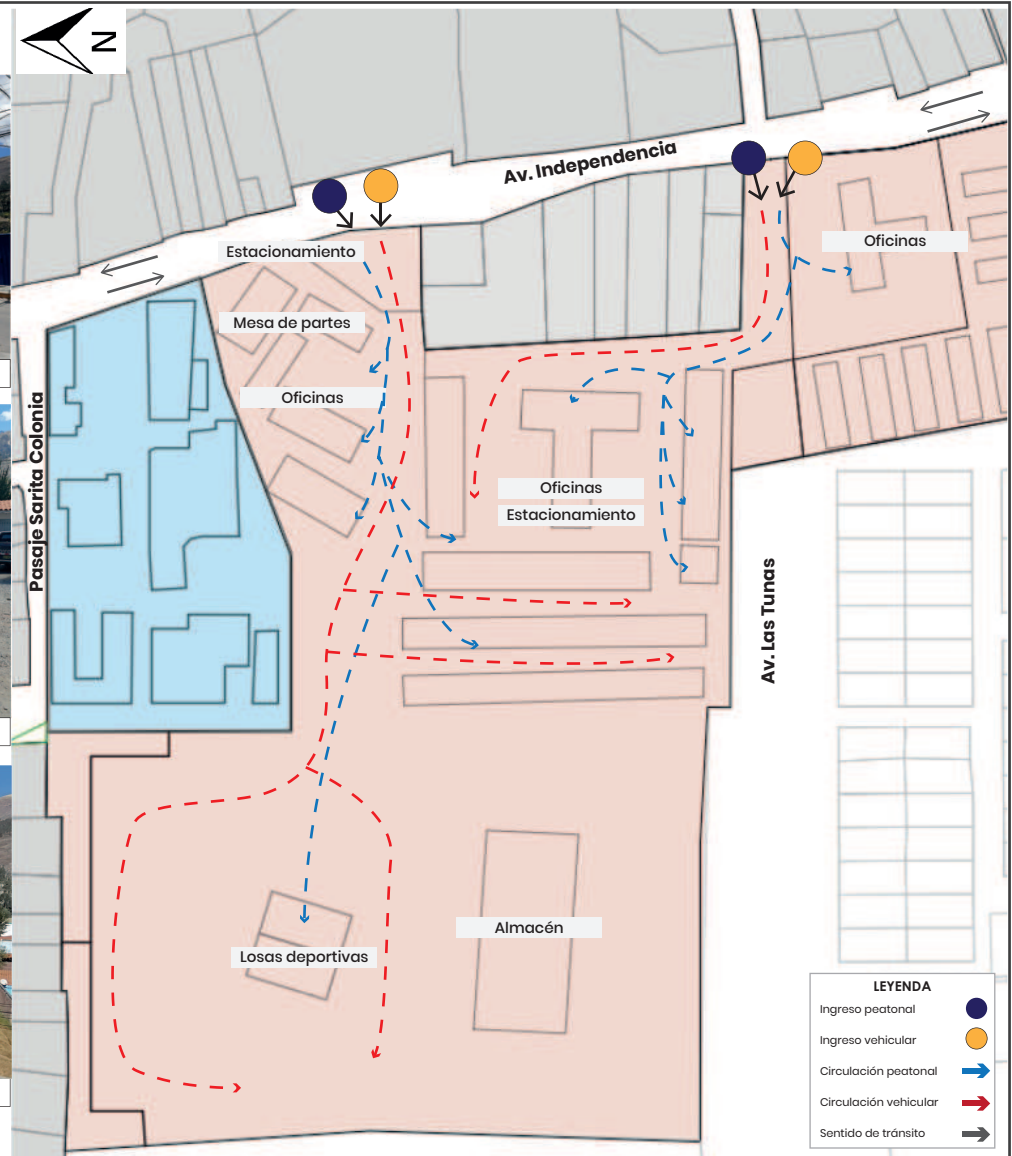 N
Av. Independencia
Estacionamiento
Oficinas
Mesa de partes
Oficinas
Pasaje Sarita Colonia
Oficinas
Estacionamiento
Av. Las Tunas
Almacén
Losas deportivas
LEYENDA
Ingreso peatonal
Ingreso vehicular
Circulación peatonal
Circulación vehicular
Sentido de tránsito